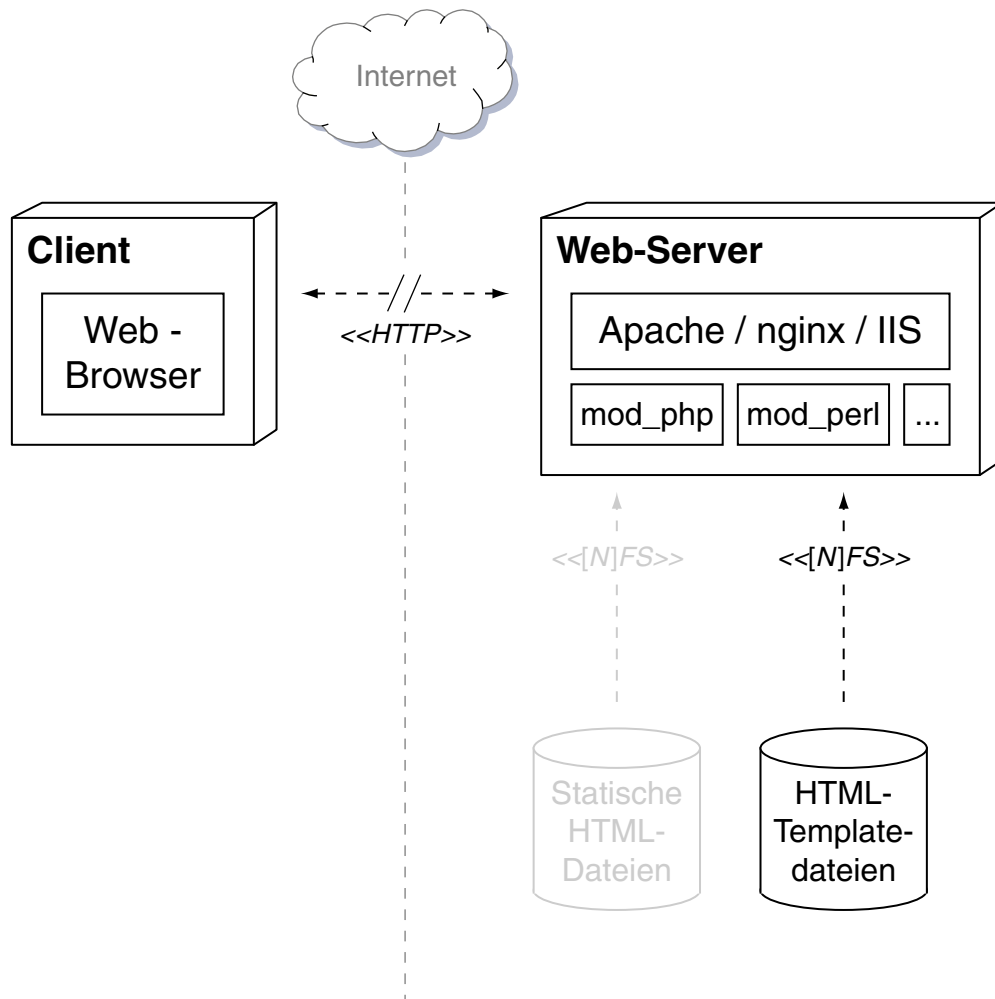 Internet
Client
Web -
Browser
<<HTTP>>
Web-Server
Apache / nginx / IIS
mod_php
mod_perl
...
<<[N]FS>>
<<[N]FS>>
Statische
HTML-
Dateien
HTML-
Template-
dateien